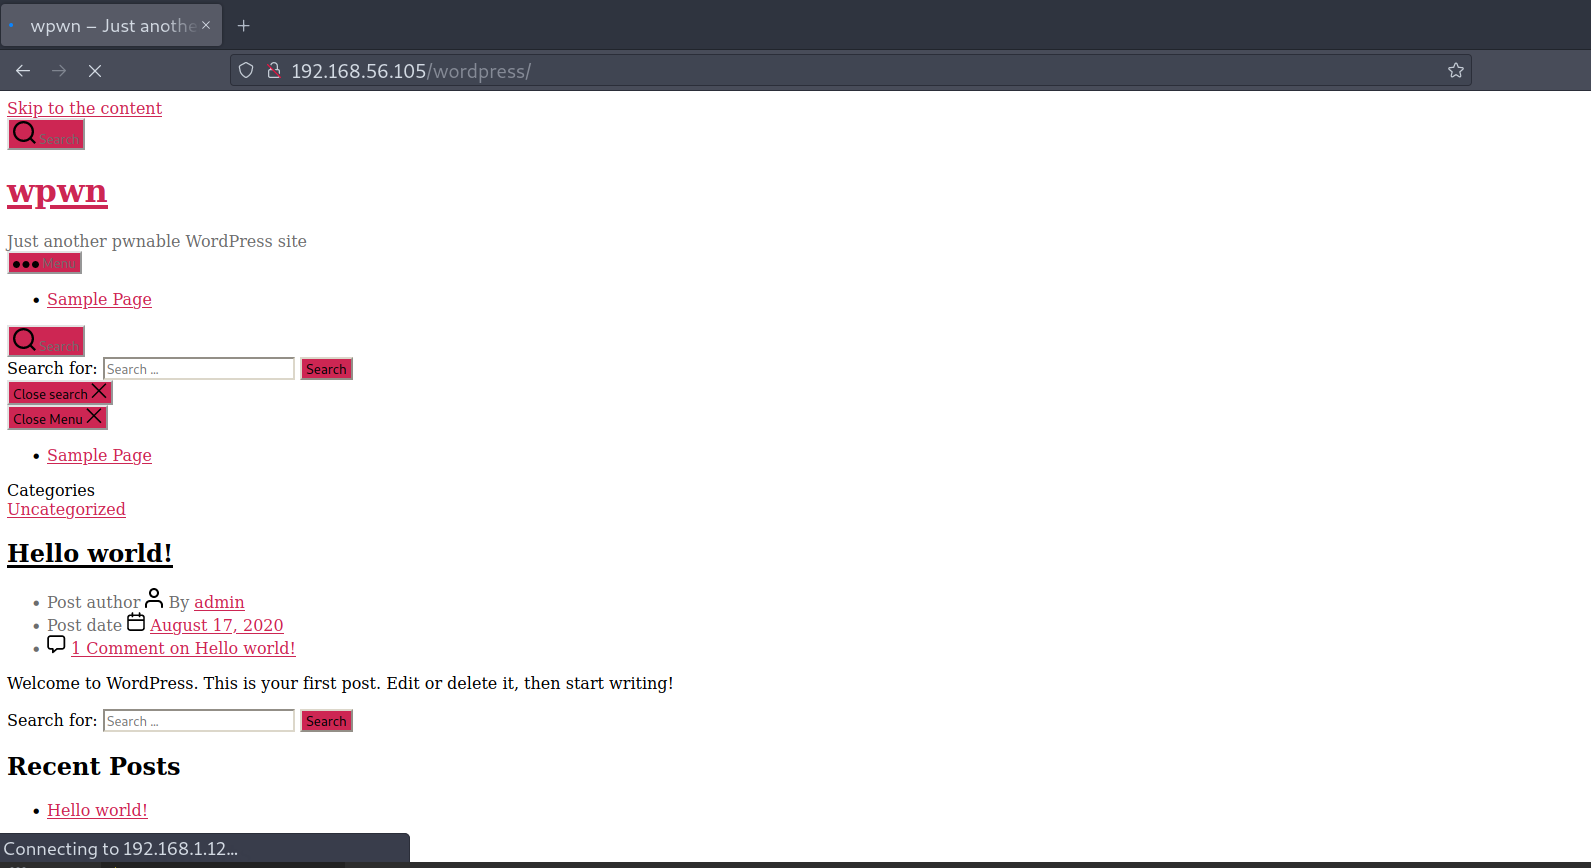 wpwn – Just anothe
192.168.56.105/wordpress/
Skip to the content
Search
wpwn
Just another pwnable WordPress site
Menu
Sample Page
Search
Search for: Search … Search
Close search
Close Menu
Sample Page
Categories
Uncategorized
Hello world!
Post author By admin
Post date August 17, 2020
1 Comment on Hello world!
Welcome to WordPress. This is your first post. Edit or delete it, then start writing!
Search for: Search … Search
Recent Posts
Hello world!
Connecting to 192.168.1.12...